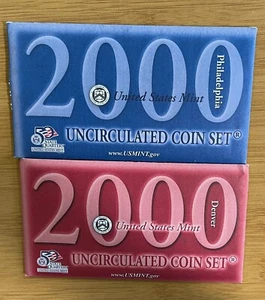 2000
Philadelphia
United States Mint
UNCIRCULATED COIN SET®
www.USMINT.gov
2000
Denver
United States Mint
UNCIRCULATED COIN SET®
www.USMINT.gov